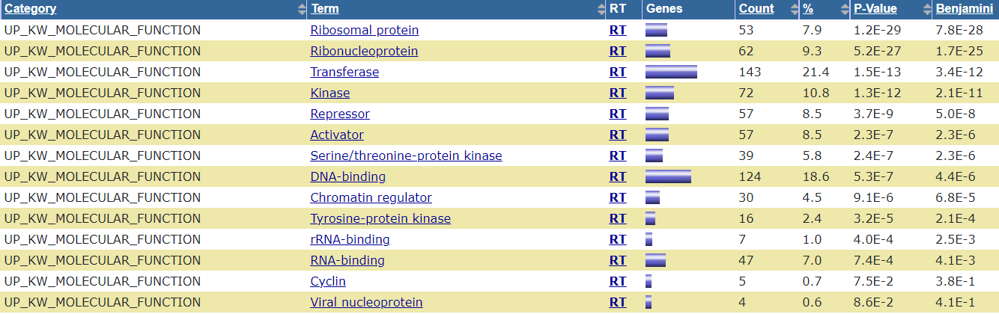 Category Term RT Genes Count % P-Value Benjamini
UP_KW_MOLECULAR_FUNCTION Ribosomal protein RT 53 7.9 1.2E-29 7.8E-28
UP_KW_MOLECULAR_FUNCTION Ribonucleoprotein RT 62 9.3 5.2E-27 1.7E-25
UP_KW_MOLECULAR_FUNCTION Transferase RT 143 21.4 1.5E-13 3.4E-12
UP_KW_MOLECULAR_FUNCTION Kinase RT 72 10.8 1.3E-12 2.1E-11
UP_KW_MOLECULAR_FUNCTION Repressor RT 57 8.5 3.7E-9 5.0E-8
UP_KW_MOLECULAR_FUNCTION Activator RT 57 8.5 2.3E-7 2.3E-6
UP_KW_MOLECULAR_FUNCTION Serine/threonine-protein kinase RT 39 5.8 2.4E-7 2.3E-6
UP_KW_MOLECULAR_FUNCTION DNA-binding RT 124 18.6 5.3E-7 4.4E-6
UP_KW_MOLECULAR_FUNCTION Chromatin regulator RT 30 4.5 9.1E-6 6.8E-5
UP_KW_MOLECULAR_FUNCTION Tyrosine-protein kinase RT 16 2.4 3.2E-5 2.1E-4
UP_KW_MOLECULAR_FUNCTION rRNA-binding RT 7 1.0 4.0E-4 2.5E-3
UP_KW_MOLECULAR_FUNCTION RNA-binding RT 47 7.0 7.4E-4 4.1E-3
UP_KW_MOLECULAR_FUNCTION Cyclin RT 5 0.7 7.5E-2 3.8E-1
UP_KW_MOLECULAR_FUNCTION Viral nucleoprotein RT 4 0.6 8.6E-2 4.1E-1